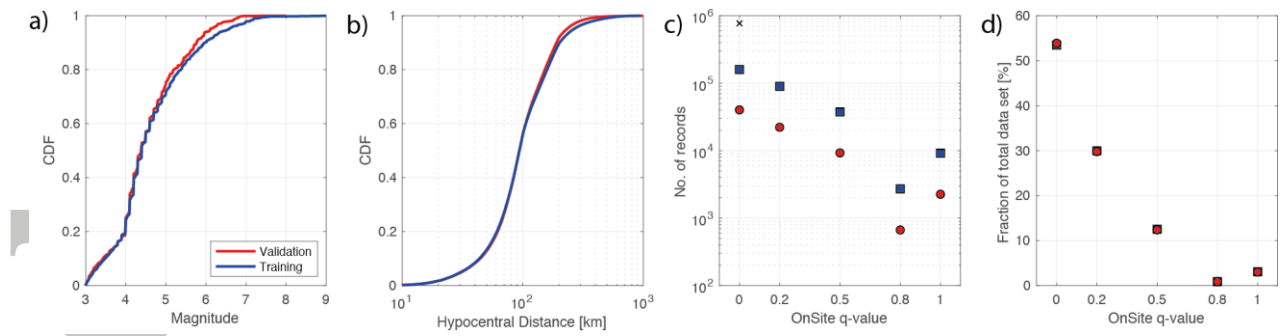 a)
CDF
1
0.8
0.6
0.4
0.2
0
Validation
Training
3 4 5 6 7 8 9
Magnitude
b)
CDF
1
0.8
0.6
0.4
0.2
0
10^1 10^2 10^3
Hypocentral Distance [km]
c)
No. of records
10^6
10^5
10^4
10^3
10^2
0 0.2 0.5 0.8 1
OnSite q-value
d)
Fraction of total data set [%]
60
50
40
30
20
10
0
0 0.2 0.5 0.8 1
OnSite q-value